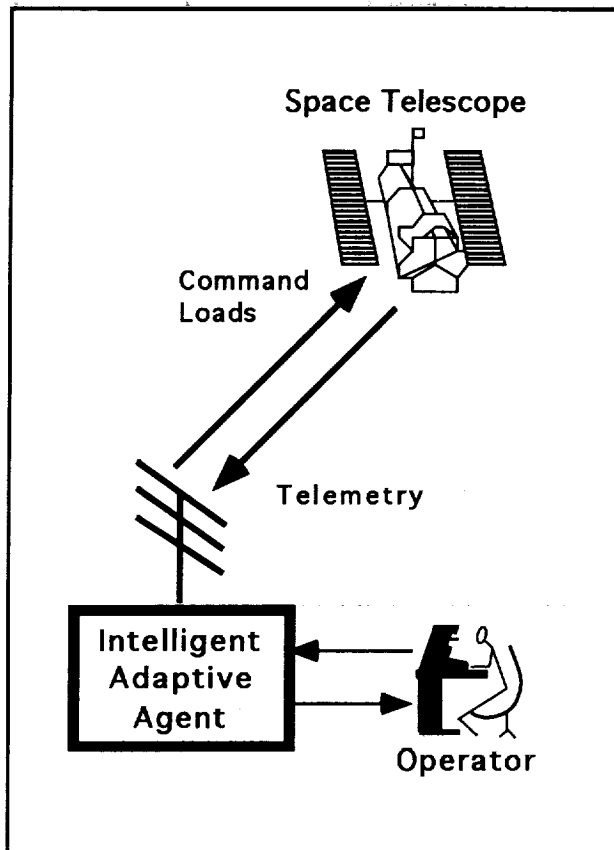 Space Telescope
Command
Loads
Telemetry
Intelligent
Adaptive
Agent
Operator